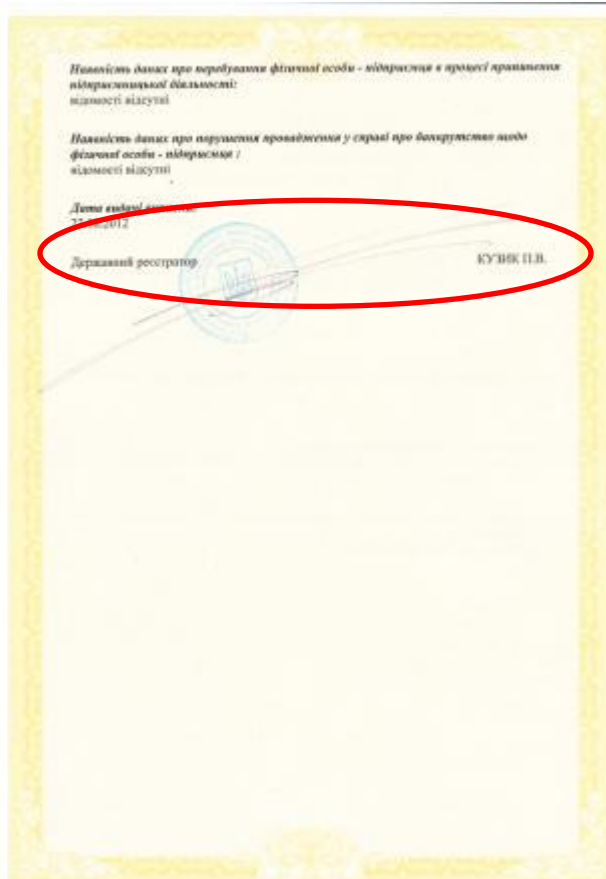 Наявність даних про перебування фізичної особи - підприємця в процесі припинення
підприємницької діяльності:
відомості відсутні
Наявність даних про порушення провадження у справі про банкрутство щодо
фізичної особи - підприємця :
відомості відсутні
Дата видачі
2012
Державний реєстратор
КУЗИК П.В.